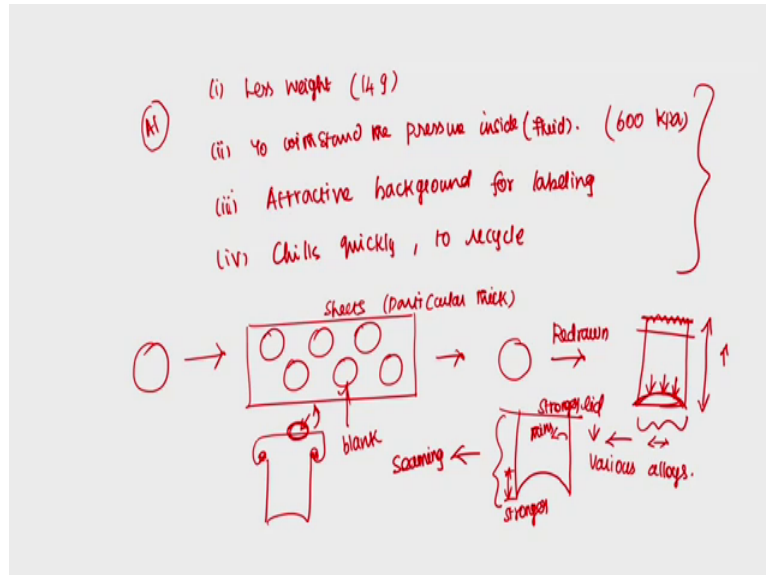 (i) Less weight (14 g)
Al
(ii) to withstand the pressure inside (fluid). (600 kpa)
(iii) Attractive background for labeling
(iv) Chills quickly, to recycle
sheets (Particular thick)
Redrawn
blank
Seaming
stronger lid
stronger
Various alloys.